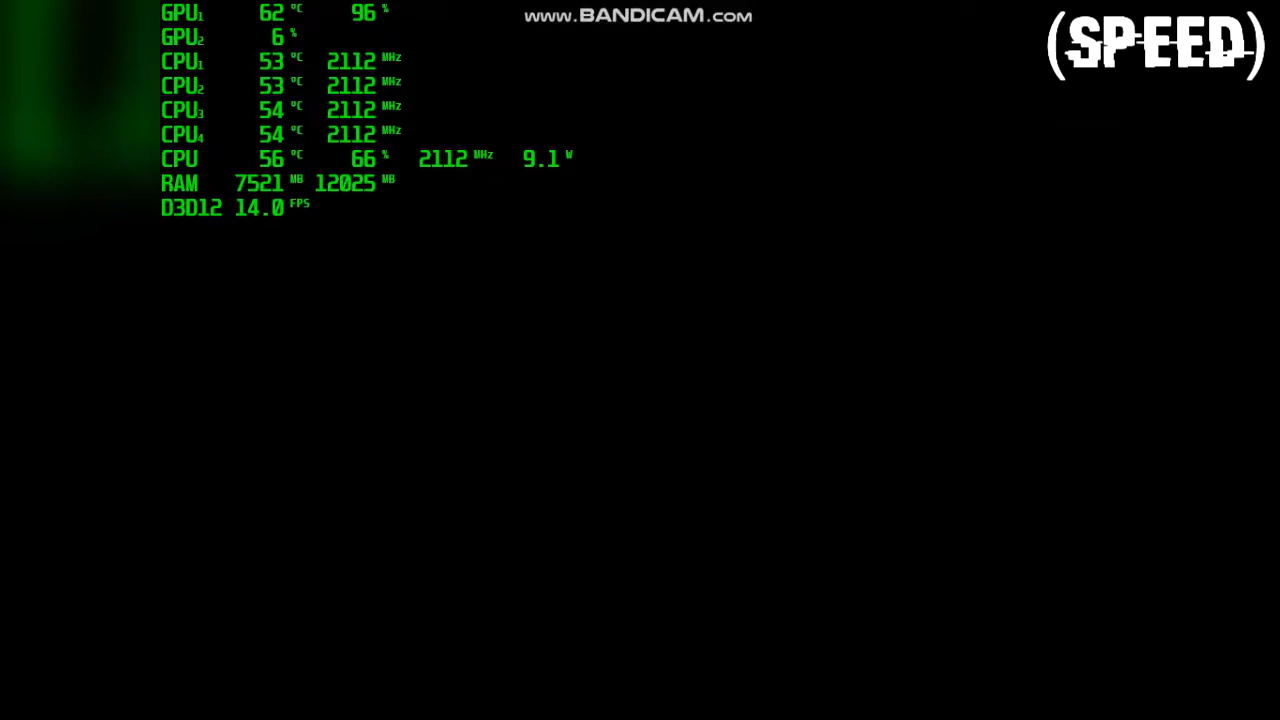 www.BANDICAM.com
(SPEED)
GPU1 62 °C 96 %
GPU2 6 %
CPU1 53 °C 2112 MHz
CPU2 53 °C 2112 MHz
CPU3 54 °C 2112 MHz
CPU4 54 °C 2112 MHz
CPU 56 °C 66 % 2112 MHz 9.1 W
RAM 7521 MB 12025 MB
D3D12 14.0 FPS